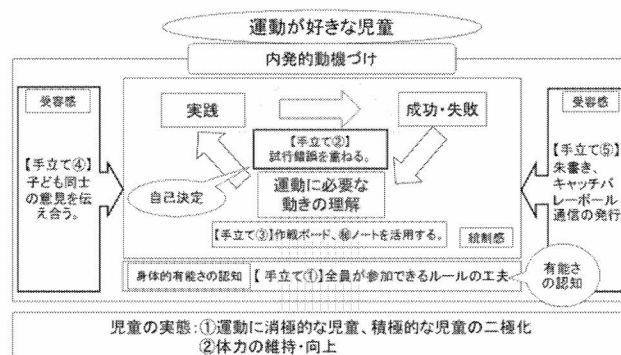 運動が好きな児童
内発的動機づけ
受容感
【手立て④】
子ども同士
の意見を伝
え合う。
実践
成功・失敗
【手立て②】
試行錯誤を重ねる。
自己決定
運動に必要な
動きの理解
【手立て③】作戦ボード、㊙ノートを活用する。
統制感
受容感
【手立て⑤】
朱書き、
キャッチバ
レーボール
通信の発行
身体的有能さの認知
【手立て①】全員が参加できるルールの工夫
有能さ
の認知
児童の実態:①運動に消極的な児童、積極的な児童の二極化
②体力の維持・向上